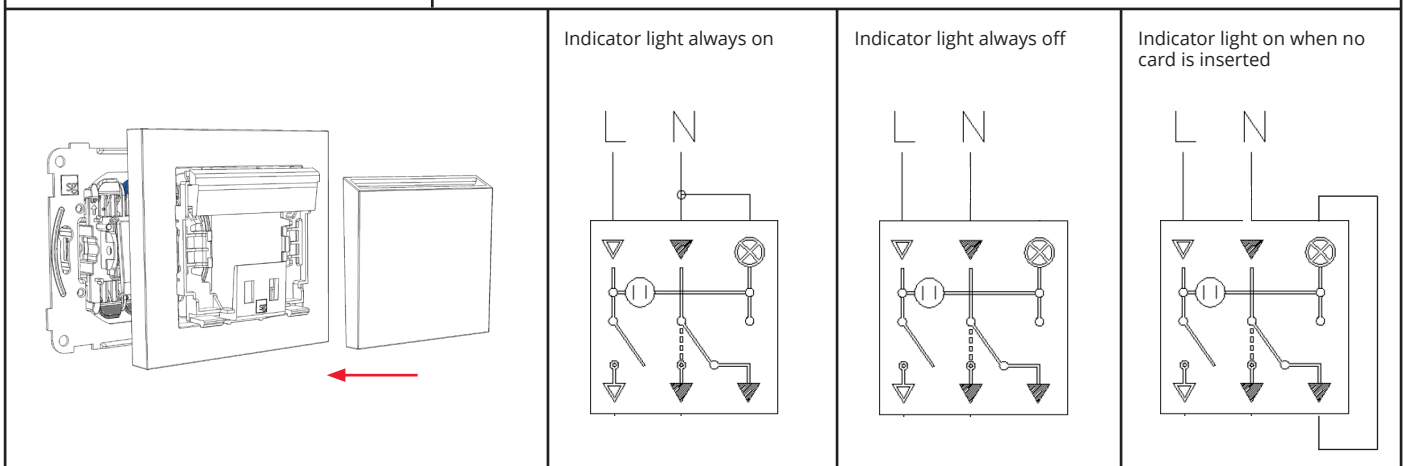 Indicator light always on
Indicator light always off
Indicator light on when no
card is inserted
L N
L N
L N